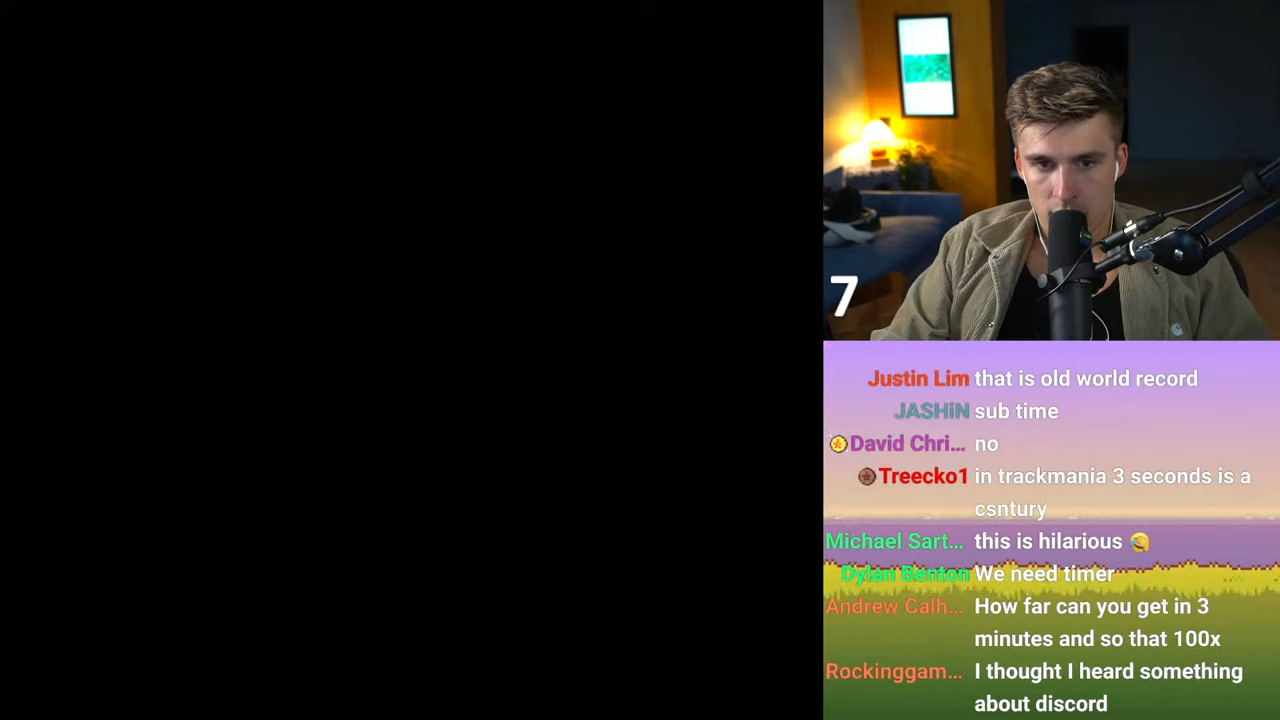 7
Justin Lim that is old world record
JASHiN sub time
David Chri... no
Treecko1 in trackmania 3 seconds is a
csntury
Michael Sart... this is hilarious
Dylan Benton We need timer
Andrew Calh... How far can you get in 3
minutes and so that 100x
Rockinggam... I thought I heard something
about discord